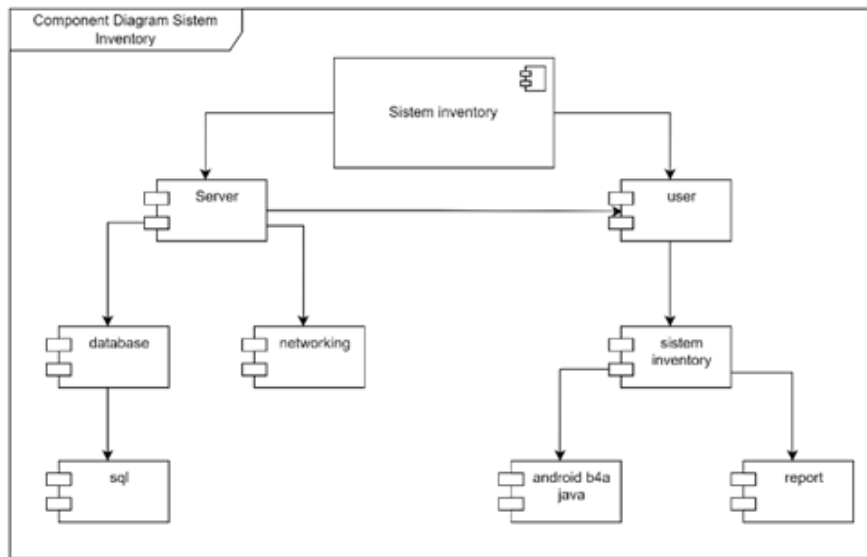 Component Diagram Sistem
Inventory
Sistem inventory
Server
user
database
networking
sistem
inventory
sql
android b4a
java
report